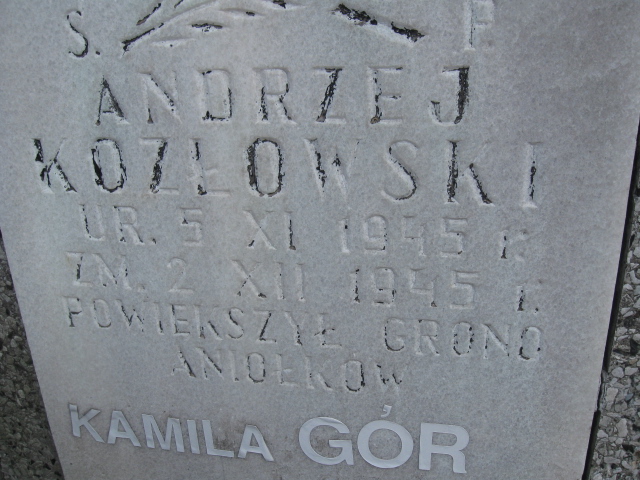 Ś. P.
ANDRZEJ
KOZŁOWSKI
UR. 5 XI 1945 R.
ZM. 2 XII 1945 R.
POWIĘKSZYŁ GRONO
ANIOŁKÓW
KAMILA GÓR